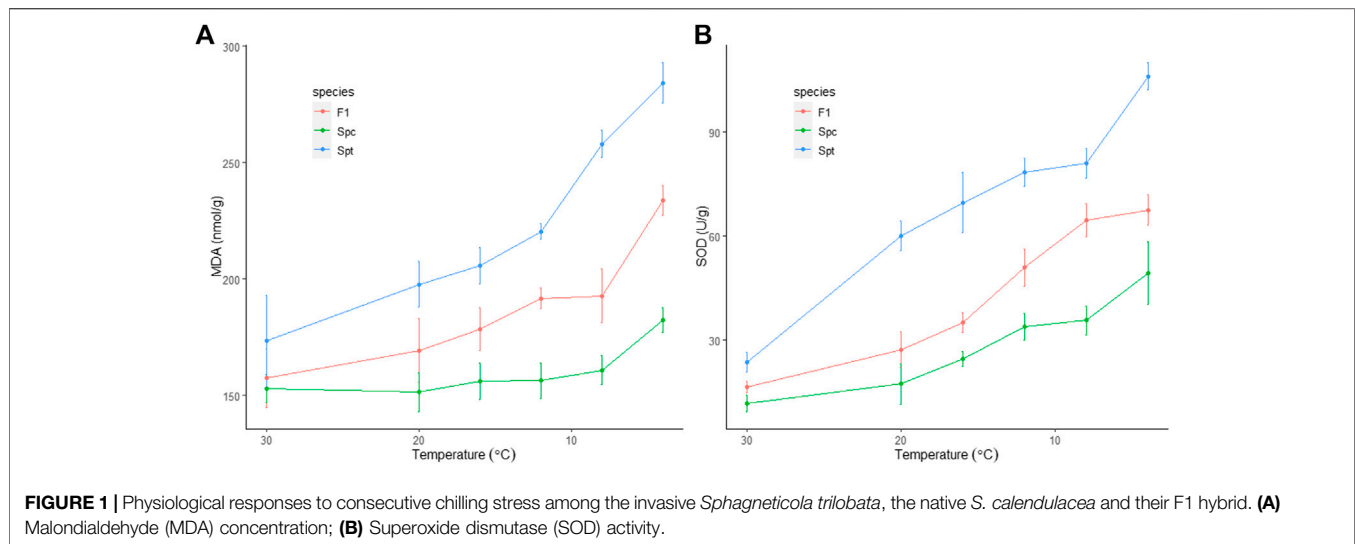 A
MDA (nmol/g)
300
250
200
150
species
F1
Spc
Spt
30
20
10
Temperature (°C)
B
SOD (U/g)
90
60
30
species
F1
Spc
Spt
30
20
10
Temperature (°C)
FIGURE 1 | Physiological responses to consecutive chilling stress among the invasive Sphagneticola trilobata, the native S. calendulacea and their F1 hybrid. (A)
Malondialdehyde (MDA) concentration; (B) Superoxide dismutase (SOD) activity.